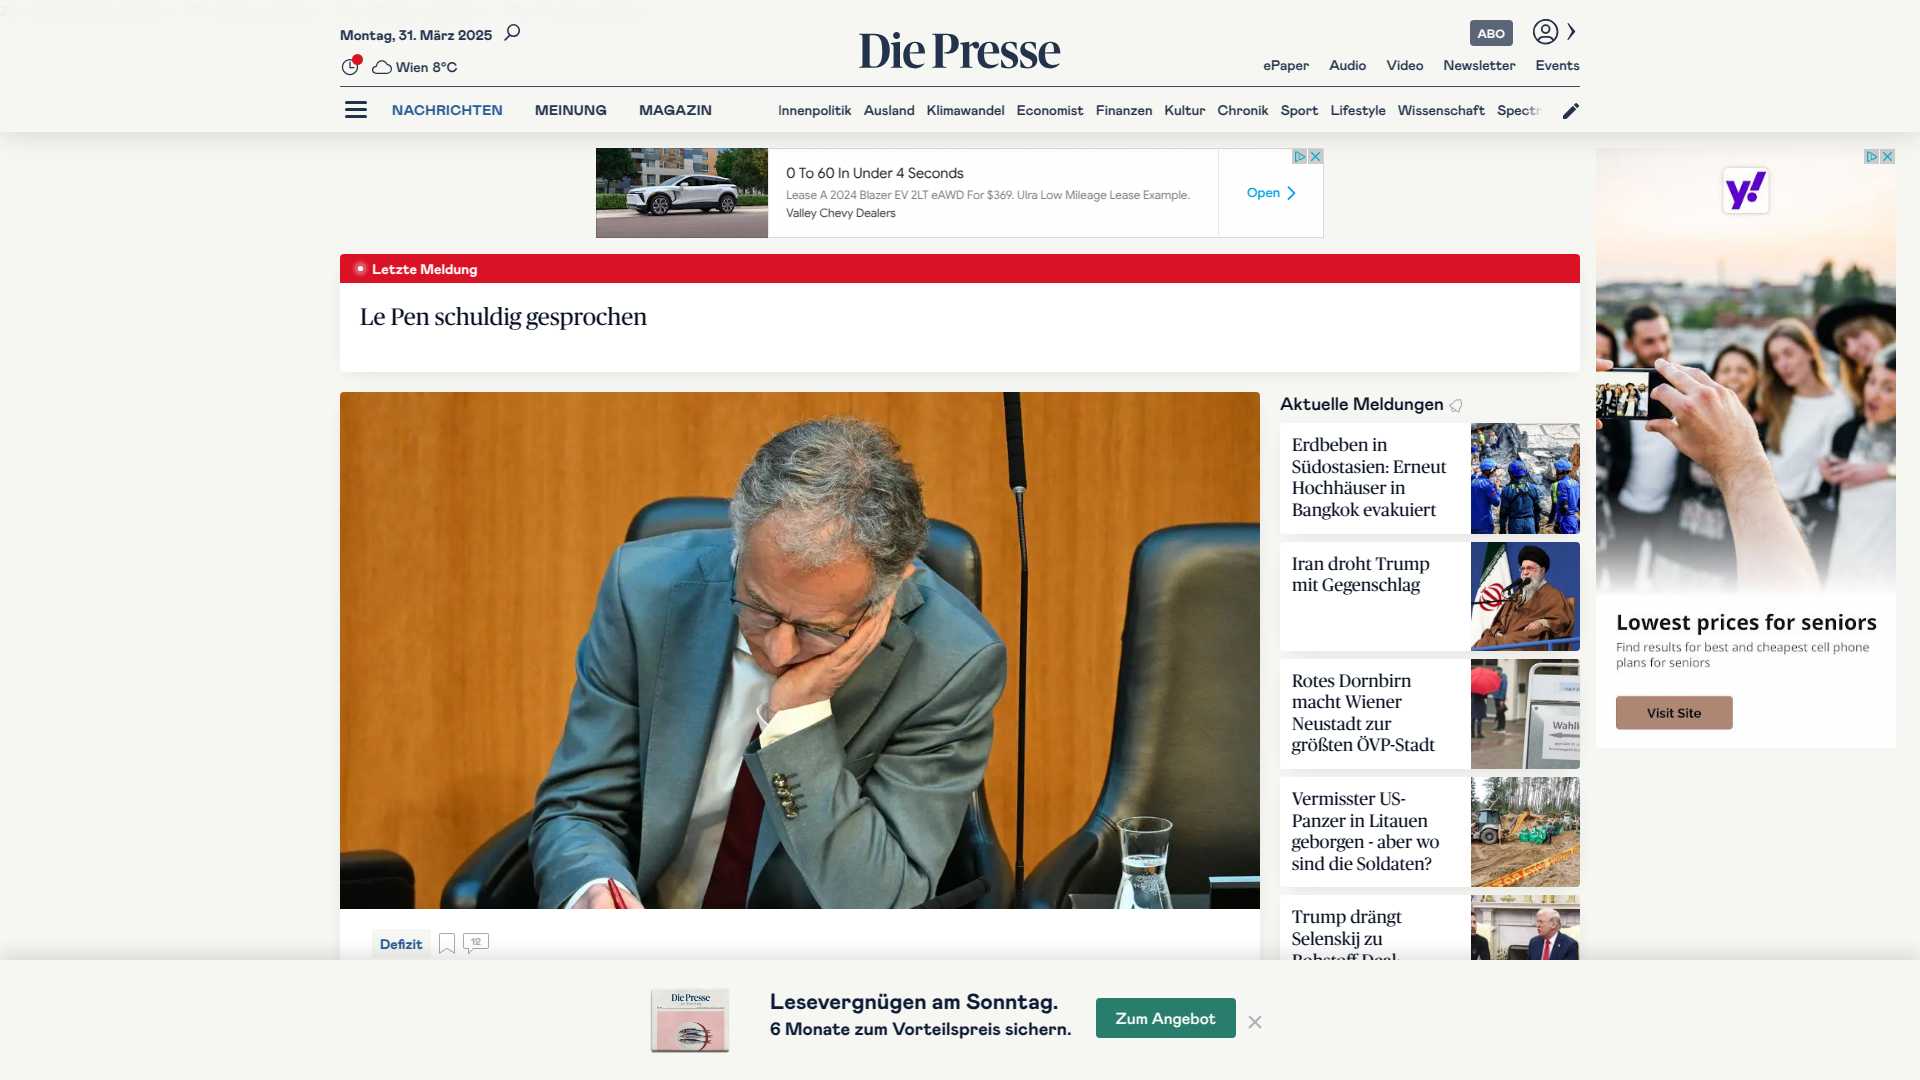 Montag, 31. März 2025
Wien 8°C
Die Presse
ABO
ePaper Audio Video Newsletter Events
NACHRICHTEN MEINUNG MAGAZIN
Innenpolitik Ausland Klimawandel Economist Finanzen Kultur Chronik Sport Lifestyle Wissenschaft
0 To 60 In Under 4 Seconds
Lease A 2024 Blazer EV 2LT eAWD For $369. Ulra Low Mileage Lease Example.
Valley Chevy Dealers
Open
Letzte Meldung
Le Pen schuldig gesprochen
Aktuelle Meldungen
Erdbeben in
Südostasien: Erneut
Hochhäuser in
Bangkok evakuiert
Iran droht Trump
mit Gegenschlag
Rotes Dornbirn
macht Wiener
Neustadt zur
größten ÖVP-Stadt
Vermisster US-
Panzer in Litauen
geborgen - aber wo
sind die Soldaten?
Trump drängt
Selenskij zu
Rohstoff-Deal-
y!
Lowest prices for seniors
Find results for best and cheapest cell phone
plans for seniors
Visit Site
Defizit
12
Die Presse
Lesevergnügen am Sonntag.
6 Monate zum Vorteilspreis sichern.
Zum Angebot